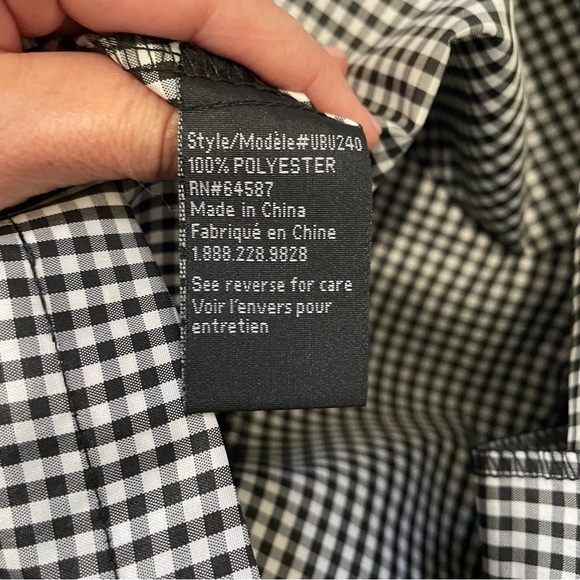 Style/Modèle#UBU240
100% POLYESTER
RN#64587
Made in China
Fabriqué en Chine
1.888.228.9828
See reverse for care
Voir l'envers pour
entretien